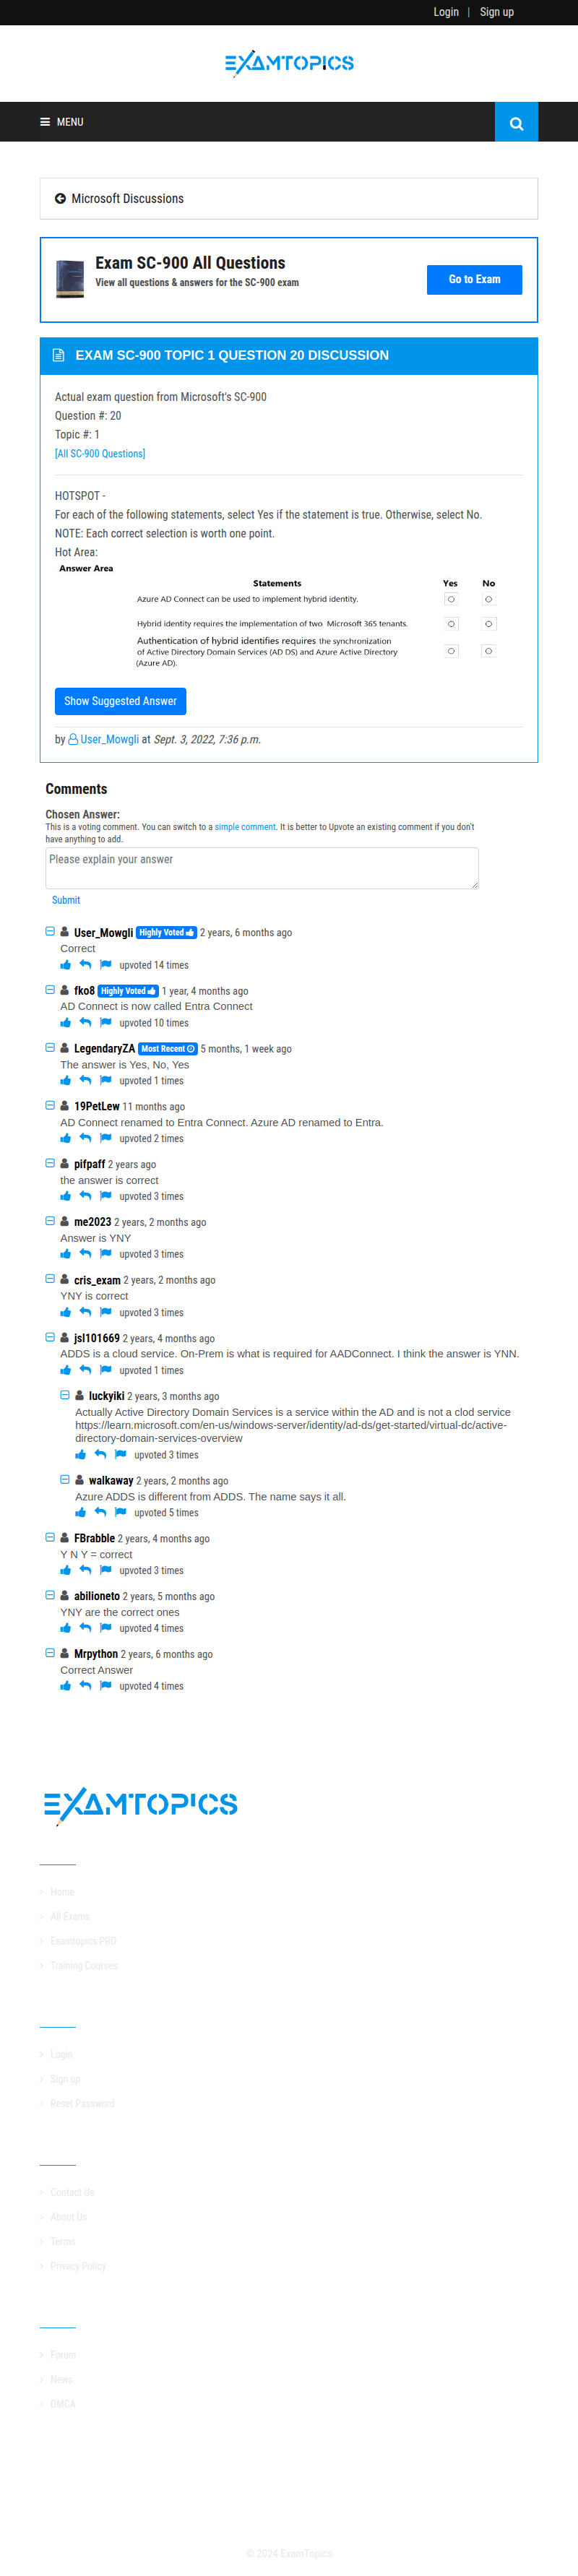 Login | Sign up
EXAMTOPICS
MENU
Microsoft Discussions
Exam SC-900 All Questions
View all questions & answers for the SC-900 exam
Go to Exam
EXAM SC-900 TOPIC 1 QUESTION 20 DISCUSSION
Actual exam question from Microsoft's SC-900
Question #: 20
Topic #: 1
[All SC-900 Questions]
HOTSPOT -
For each of the following statements, select Yes if the statement is true. Otherwise, select No.
NOTE: Each correct selection is worth one point.
Hot Area:
Answer Area
Statements Yes No
Azure AD Connect can be used to implement hybrid identity.
Hybrid identity requires the implementation of two Microsoft 365 tenants.
Authentication of hybrid identifies requires the synchronization
of Active Directory Domain Services (AD DS) and Azure Active Directory
(Azure AD).
Show Suggested Answer
by User_Mowgli at Sept. 3, 2022, 7:36 p.m.
Comments
Chosen Answer:
This is a voting comment. You can switch to a simple comment. It is better to Upvote an existing comment if you don't
have anything to add.
Please explain your answer
Submit
User_Mowgli Highly Voted 2 years, 6 months ago
Correct
upvoted 14 times
fko8 Highly Voted 1 year, 4 months ago
AD Connect is now called Entra Connect
upvoted 10 times
LegendaryZA Most Recent 5 months, 1 week ago
The answer is Yes, No, Yes
upvoted 1 times
19PetLew 11 months ago
AD Connect renamed to Entra Connect. Azure AD renamed to Entra.
upvoted 2 times
pifpaff 2 years ago
the answer is correct
upvoted 3 times
me2023 2 years, 2 months ago
Answer is YNY
upvoted 3 times
cris_exam 2 years, 2 months ago
YNY is correct
upvoted 3 times
jsl101669 2 years, 4 months ago
ADDS is a cloud service. On-Prem is what is required for AADConnect. I think the answer is YNN.
upvoted 1 times
luckyiki 2 years, 3 months ago
Actually Active Directory Domain Services is a service within the AD and is not a clod service
https://learn.microsoft.com/en-us/windows-server/identity/ad-ds/get-started/virtual-dc/active-
directory-domain-services-overview
upvoted 3 times
walkaway 2 years, 2 months ago
Azure ADDS is different from ADDS. The name says it all.
upvoted 5 times
FBrabble 2 years, 4 months ago
Y N Y = correct
upvoted 3 times
abilioneto 2 years, 5 months ago
YNY are the correct ones
upvoted 4 times
Mrpython 2 years, 6 months ago
Correct Answer
upvoted 4 times
EXAMTOPICS
Home
All Exams
Examtopics PRO
Training Courses
Login
Sign up
Reset Password
Contact Us
About Us
Terms
Privacy Policy
Forum
News
DMCA
© 2024 ExamTopics